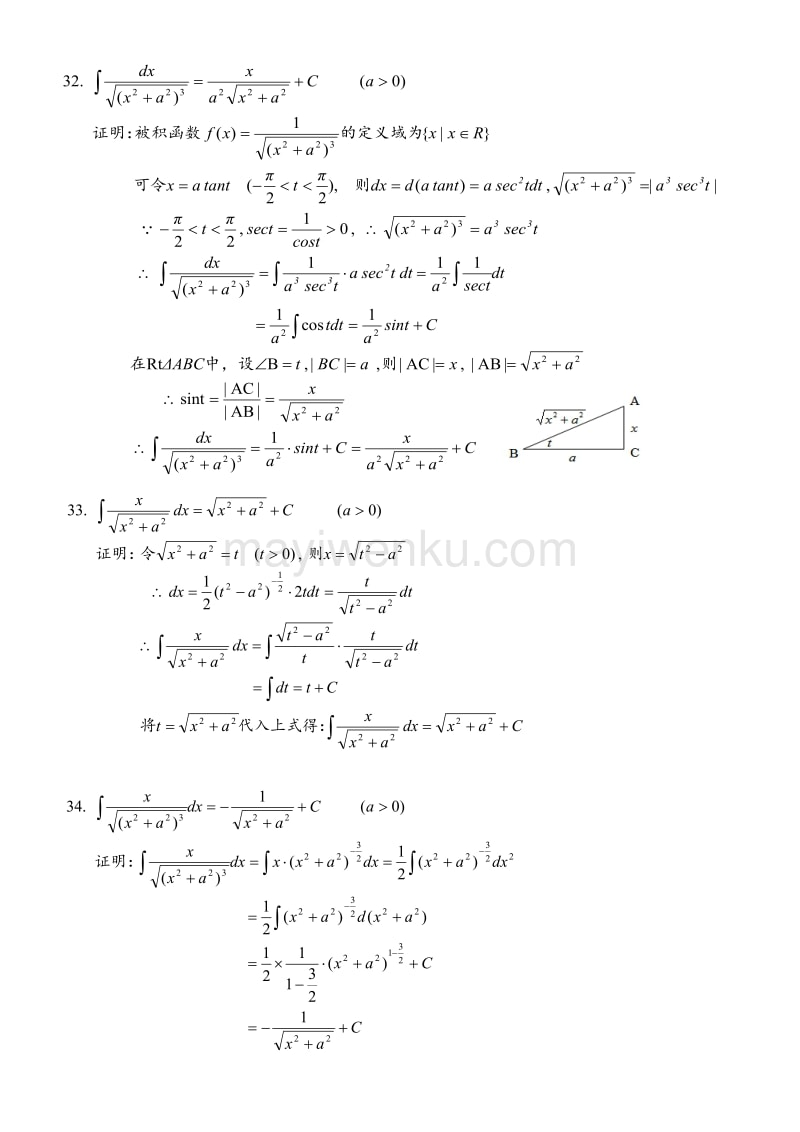 32. ∫ dx/√((x²+a²)³) = x/(a²√(x²+a²)) + C (a > 0)
证明：被积函数 f(x) = 1/√((x²+a²)³) 的定义域为{x | x ∈ R}
可令x = a tant (−π/2 < t < π/2), 则dx = d(a tant) = a sec²tdt , √((x²+a²)³) =| a³ sec³t |
∵ −π/2 < t < π/2 , sect = 1/cost > 0 , ∴ √((x²+a²)³) = a³ sec³t
∴ ∫ dx/√((x²+a²)³) = ∫ 1/(a³ sec³t) · a sec²t dt = 1/a² ∫ 1/sect dt
= 1/a² ∫ cos tdt = 1/a² sint + C
在RtΔABC中，设∠B = t ,| BC |= a ,则| AC |= x , | AB |= √(x²+a²)
∴ sint = | AC |/| AB | = x/√(x²+a²)
∴ ∫ dx/√((x²+a²)³) = 1/a² · sint + C = x/(a²√(x²+a²)) + C
A
√(x²+a²)
x
t
B
a
C
33. ∫ x/√(x²+a²) dx = √(x²+a²) + C (a > 0)
mayiwenku.com
证明：令√(x²+a²) = t (t > 0) , 则x = √(t²−a²)
∴ dx = 1/2 (t²−a²)^(−1/2) · 2tdt = t/√(t²−a²) dt
∴ ∫ x/√(x²+a²) dx = ∫ √(t²−a²)/t · t/√(t²−a²) dt
= ∫ dt = t + C
将t = √(x²+a²)代入上式得：∫ x/√(x²+a²) dx = √(x²+a²) + C
34. ∫ x/√((x²+a²)³) dx = − 1/√(x²+a²) + C (a > 0)
证明：∫ x/√((x²+a²)³) dx = ∫ x · (x²+a²)^(−3/2) dx = 1/2 ∫ (x²+a²)^(−3/2) dx²
= 1/2 ∫ (x²+a²)^(−3/2) d(x²+a²)
= 1/2 × 1/(1−3/2) · (x²+a²)^(1−3/2) + C
= − 1/√(x²+a²) + C